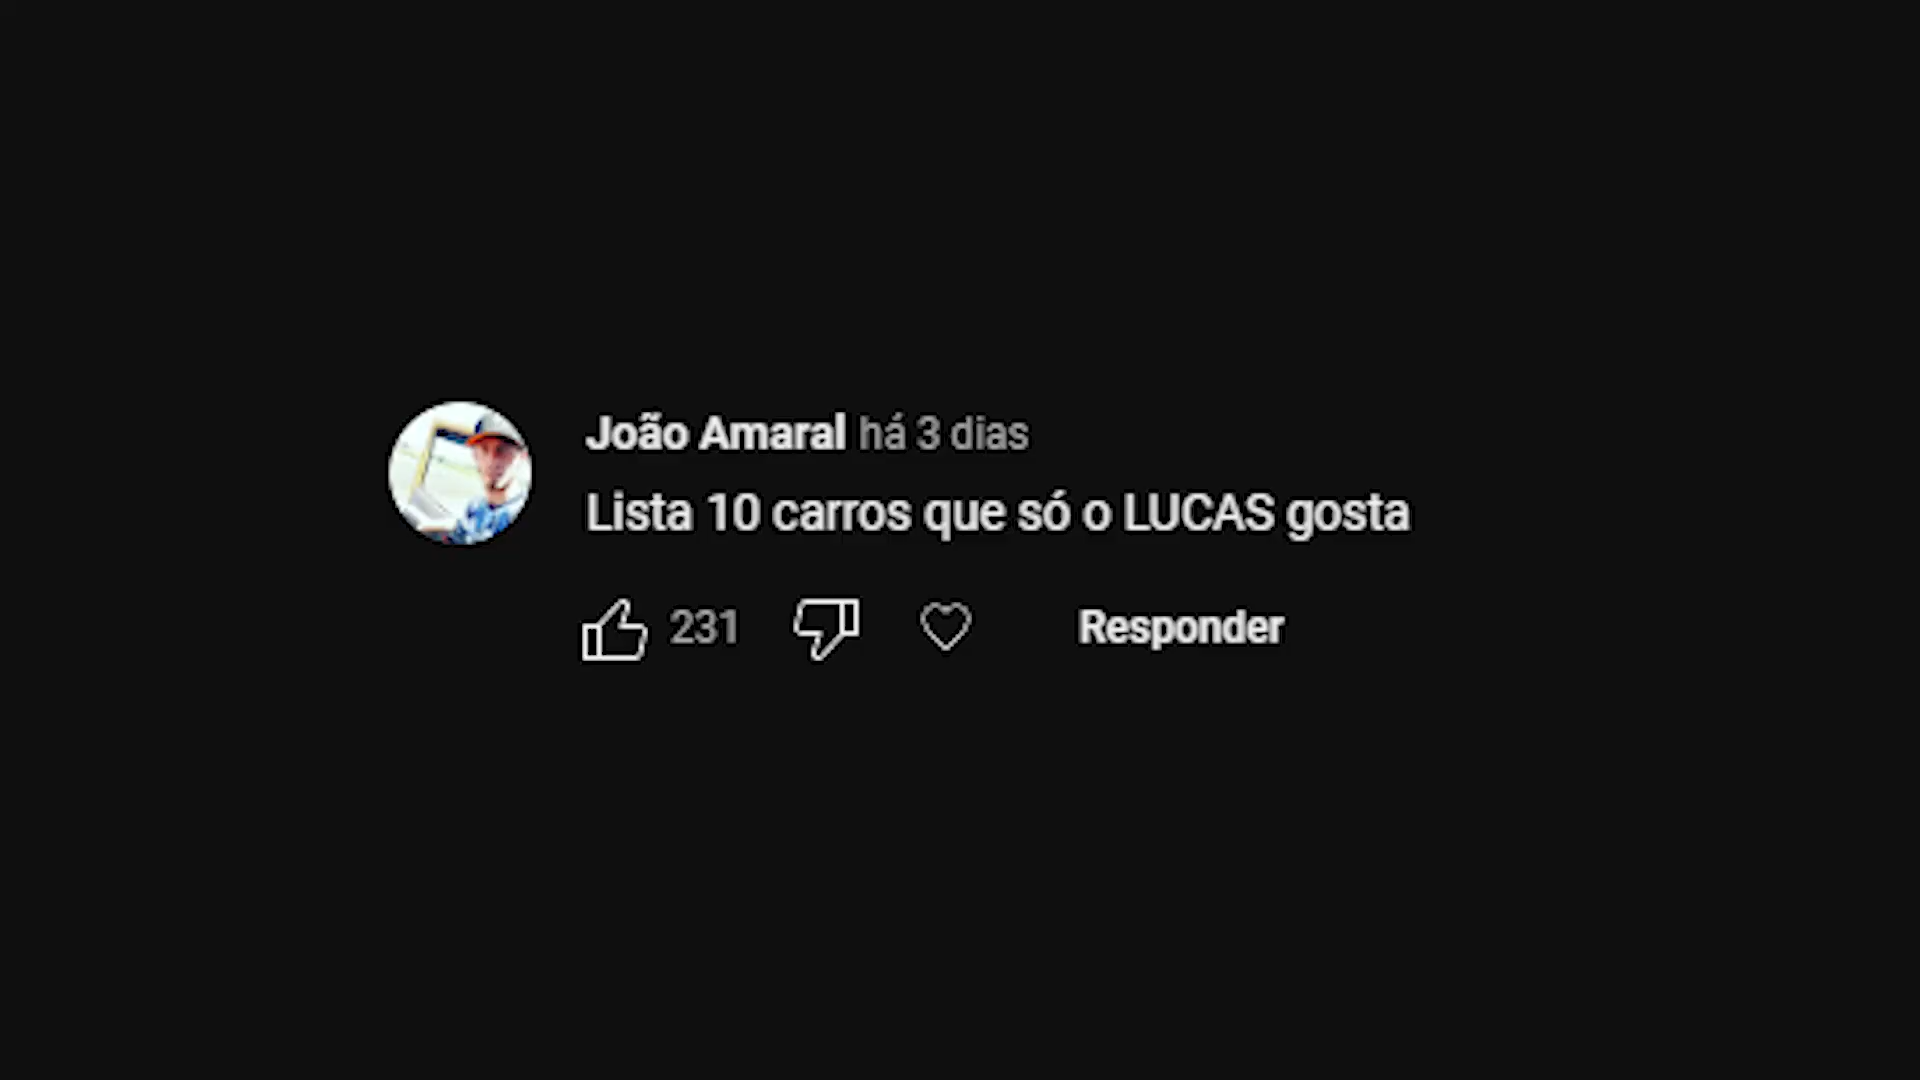 João Amaral há 3 dias
Lista 10 carros que só o LUCAS gosta
231 Responder